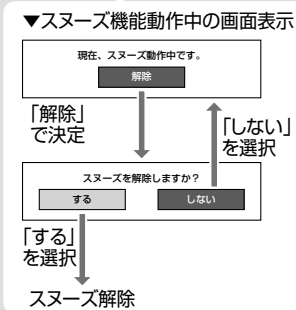 ▼スヌーズ機能動作中の画面表示
現在、スヌーズ動作中です。
解除
「解除」
で決定
「しない」
を選択
スヌーズを解除しますか？
する
しない
「する」
を選択
スヌーズ解除